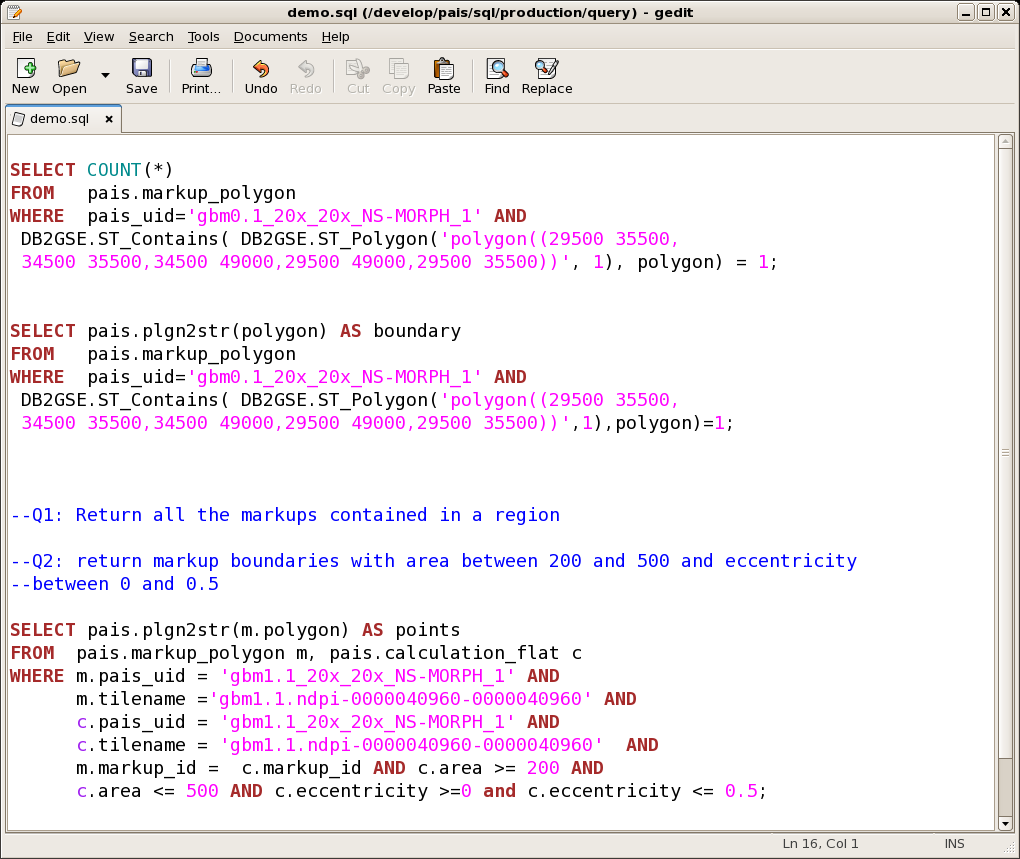 demo.sql (/develop/pais/sql/production/query) - gedit
File Edit View Search Tools Documents Help
New Open Save Print... Undo Redo Cut Copy Paste Find Replace
demo.sql
SELECT COUNT(*)
FROM   pais.markup_polygon
WHERE  pais_uid='gbm0.1_20x_20x_NS-MORPH_1' AND
 DB2GSE.ST_Contains( DB2GSE.ST_Polygon('polygon((29500 35500,
 34500 35500,34500 49000,29500 49000,29500 35500))', 1), polygon) = 1;
SELECT pais.plgn2str(polygon) AS boundary
FROM   pais.markup_polygon
WHERE  pais_uid='gbm0.1_20x_20x_NS-MORPH_1' AND
 DB2GSE.ST_Contains( DB2GSE.ST_Polygon('polygon((29500 35500,
 34500 35500,34500 49000,29500 49000,29500 35500))',1),polygon)=1;
--Q1: Return all the markups contained in a region
--Q2: return markup boundaries with area between 200 and 500 and eccentricity
--between 0 and 0.5
SELECT pais.plgn2str(m.polygon) AS points
FROM  pais.markup_polygon m, pais.calculation_flat c
WHERE m.pais_uid = 'gbm1.1_20x_20x_NS-MORPH_1' AND
      m.tilename ='gbm1.1.ndpi-0000040960-0000040960' AND
      c.pais_uid = 'gbm1.1_20x_20x_NS-MORPH_1' AND
      c.tilename = 'gbm1.1.ndpi-0000040960-0000040960'  AND
      m.markup_id =  c.markup_id AND c.area >= 200 AND
      c.area <= 500 AND c.eccentricity >=0 and c.eccentricity <= 0.5;
Ln 16, Col 1 INS